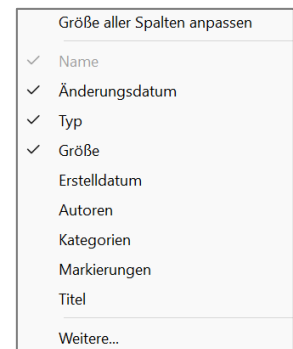 Größe aller Spalten anpassen
Name
Änderungsdatum
Typ
Größe
Erstelldatum
Autoren
Kategorien
Markierungen
Titel
Weitere...